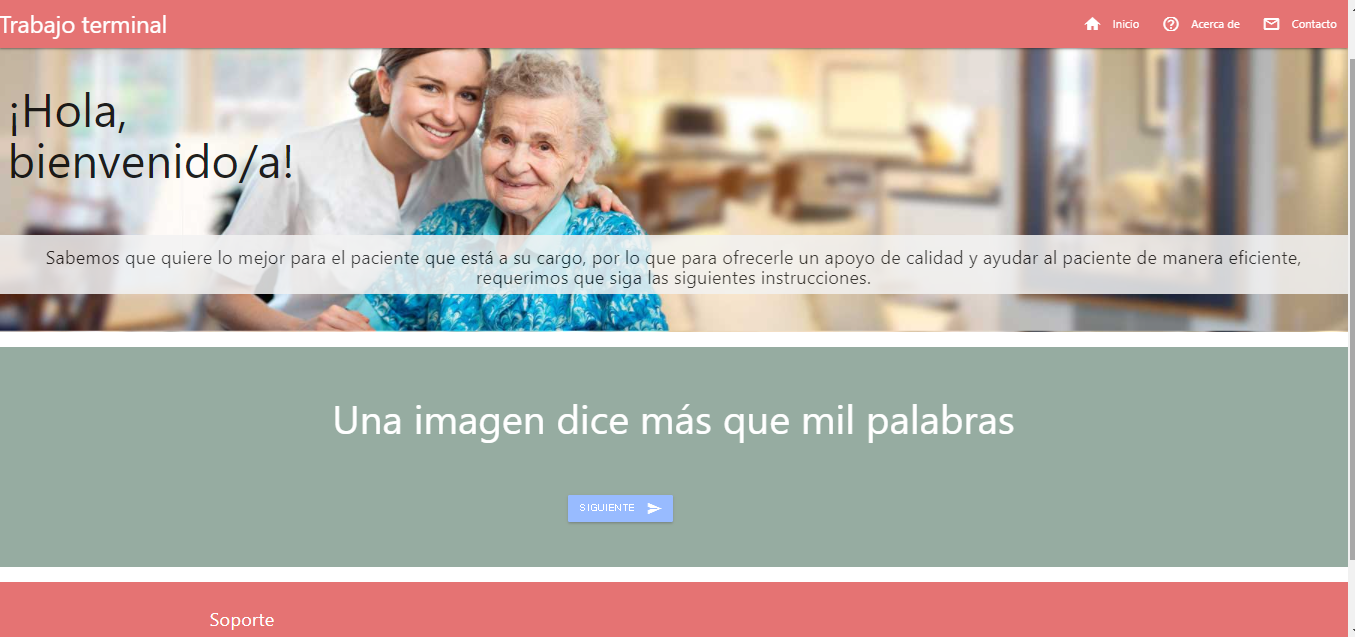 Trabajo terminal
Inicio
Acerca de
Contacto
¡Hola,
bienvenido/a!
Sabemos que quiere lo mejor para el paciente que está a su cargo, por lo que para ofrecerle un apoyo de calidad y ayudar al paciente de manera eficiente,
requerimos que siga las siguientes instrucciones.
Una imagen dice más que mil palabras
SIGUIENTE
Soporte